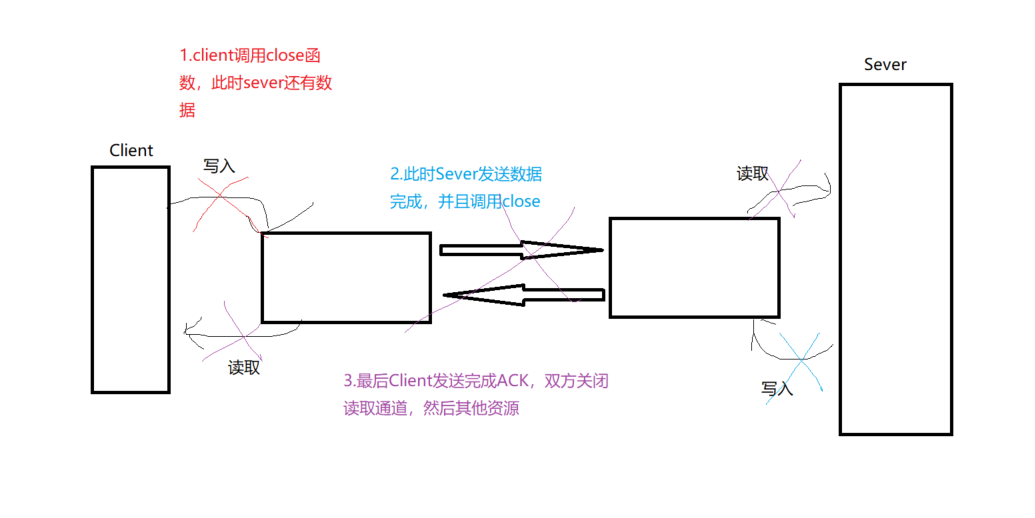 1.client调用close函
数，此时sever还有数
据
Sever
Client
写入
2.此时Sever发送数据
完成，并且调用close
读取
读取
3.最后Client发送完成ACK，双方关闭
读取通道，然后其他资源
写入